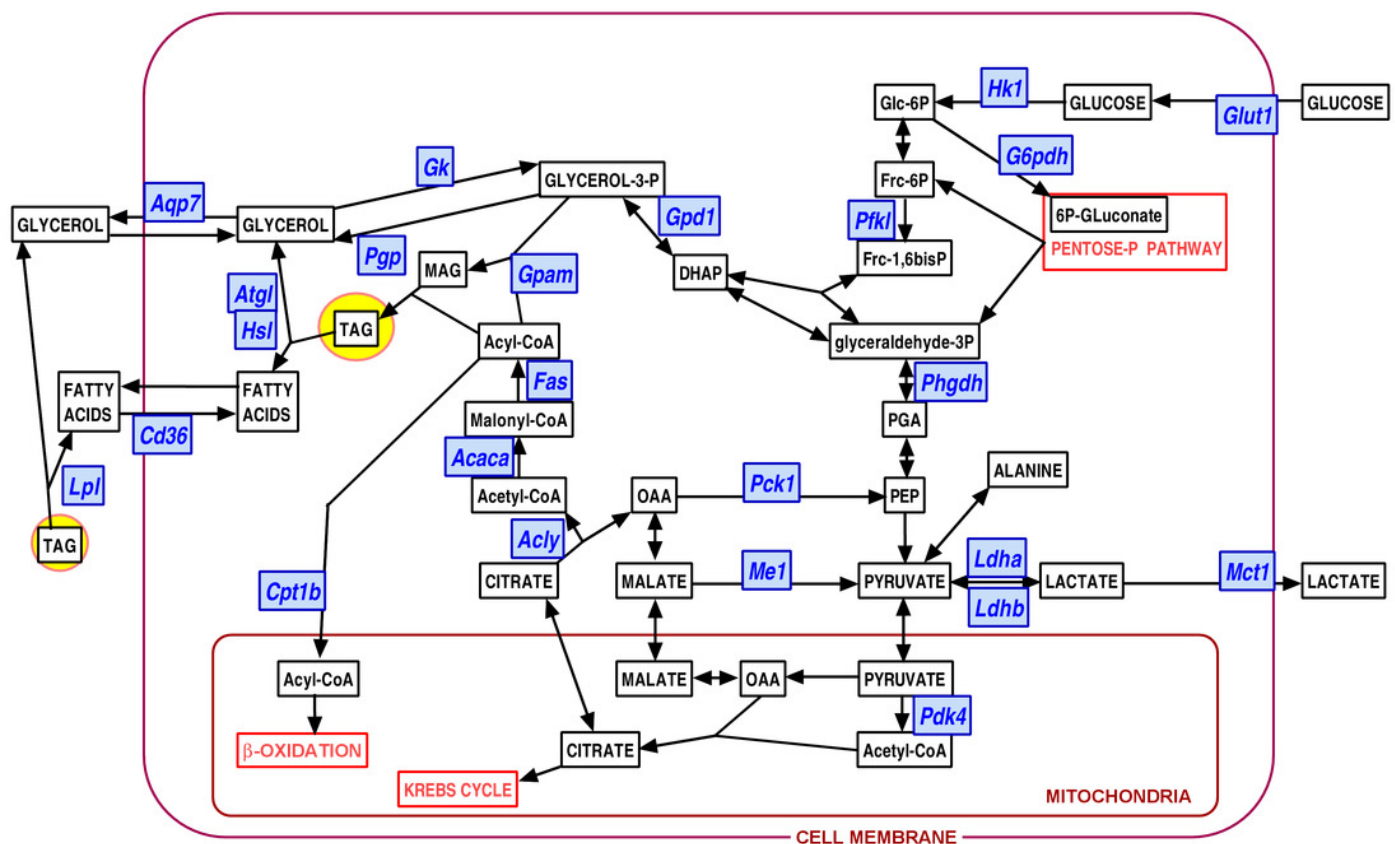 Glc-6P
Hk1
GLUCOSE
Glut1
GLUCOSE
G6pdh
Gk
GLYCEROL-3-P
Frc-6P
Aqp7
GLYCEROL
GLYCEROL
Gpd1
Pfkl
6P-GLuconate
PENTOSE-P PATHWAY
Pgp
MAG
Gpam
DHAP
Frc-1,6bisP
Atgl
Hsl
TAG
Acyl-CoA
glyceraldehyde-3P
FATTY
ACIDS
FATTY
ACIDS
Fas
Phgdh
Cd36
Malonyl-CoA
PGA
Acaca
Lpl
Acetyl-CoA
OAA
Pck1
PEP
ALANINE
TAG
Acly
Cpt1b
CITRATE
MALATE
Me1
PYRUVATE
Ldha
Ldhb
LACTATE
Mct1
LACTATE
Acyl-CoA
MALATE
OAA
PYRUVATE
Pdk4
β-OXIDATION
CITRATE
Acetyl-CoA
KREBS CYCLE
MITOCHONDRIA
CELL MEMBRANE